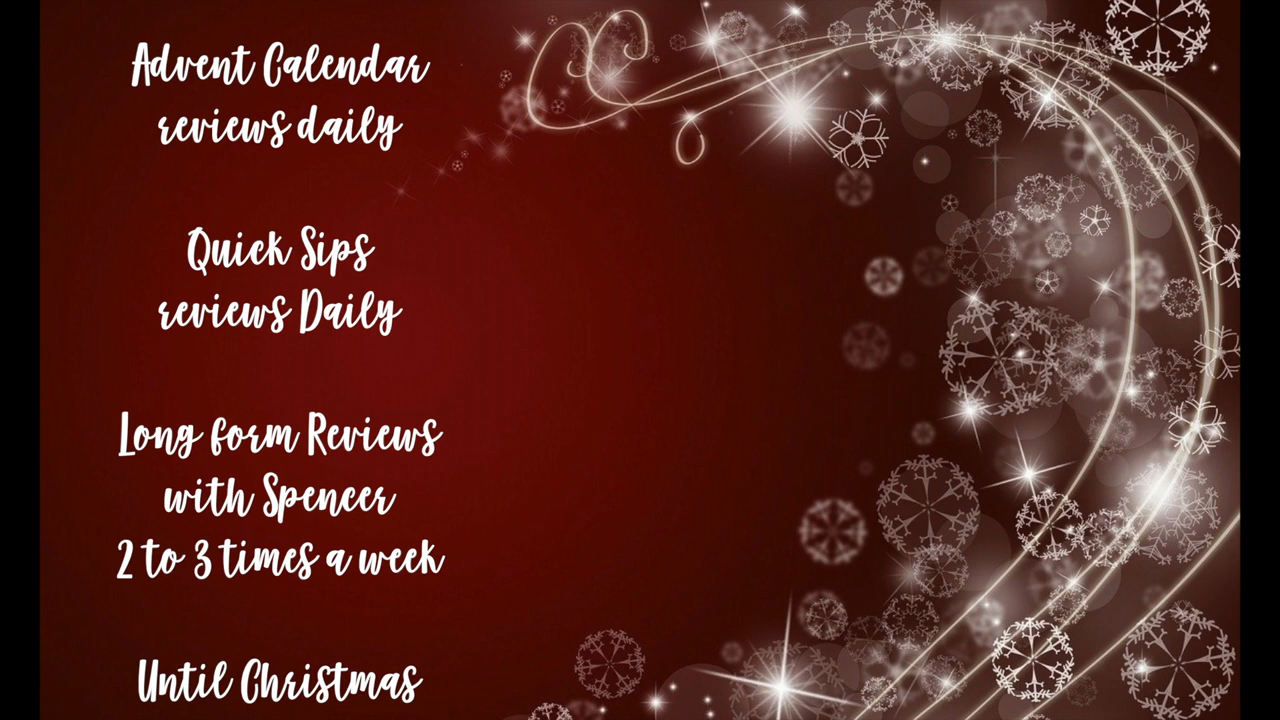 Advent Calendar
reviews daily
Quick Sips
reviews Daily
Long form Reviews
with Spencer
2 to 3 times a week
Until Christmas